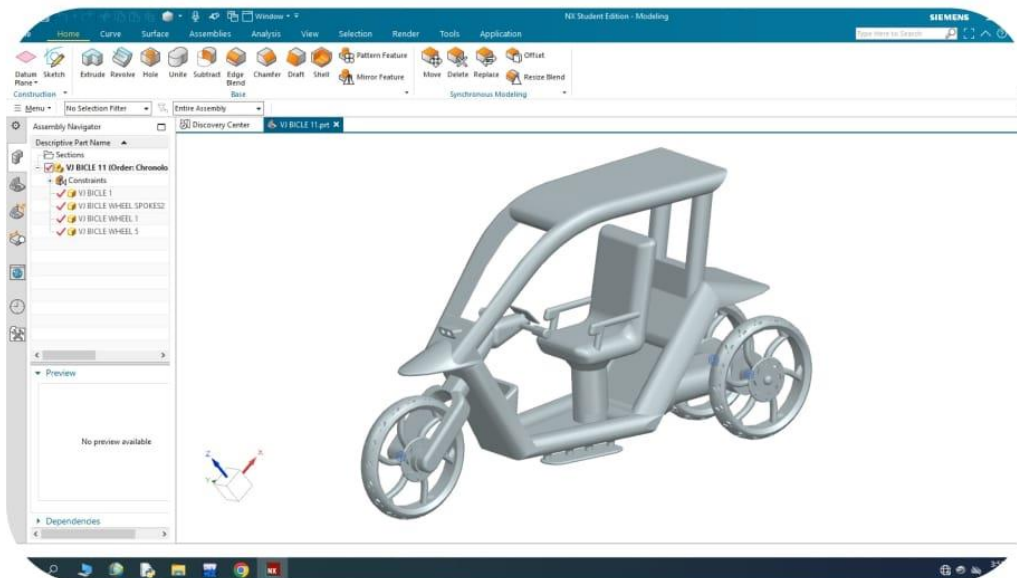 Window
NX Student Edition - Modeling
SIEMENS
Home Curve Surface Assemblies Analysis View Selection Render Tools Application
Type Here to Search
Datum Plane
Sketch
Extrude
Revolve
Hole
Unite
Subtract
Edge Blend
Chamfer
Draft
Shell
Pattern Feature
Mirror Feature
Move
Delete
Replace
Offset
Resize Blend
Construction
Base
Synchronous Modeling
Menu
No Selection Filter
Entire Assembly
Assembly Navigator
Discovery Center
VJ BICLE 11.prt
Descriptive Part Name
Sections
VJ BICLE 11 (Order: Chronolo
Constraints
VJ BICLE 1
VJ BICLE WHEEL SPOKES2
VJ BICLE WHEEL 1
VJ BICLE WHEEL 5
Preview
No preview available
Dependencies
Z
X
Y
NX